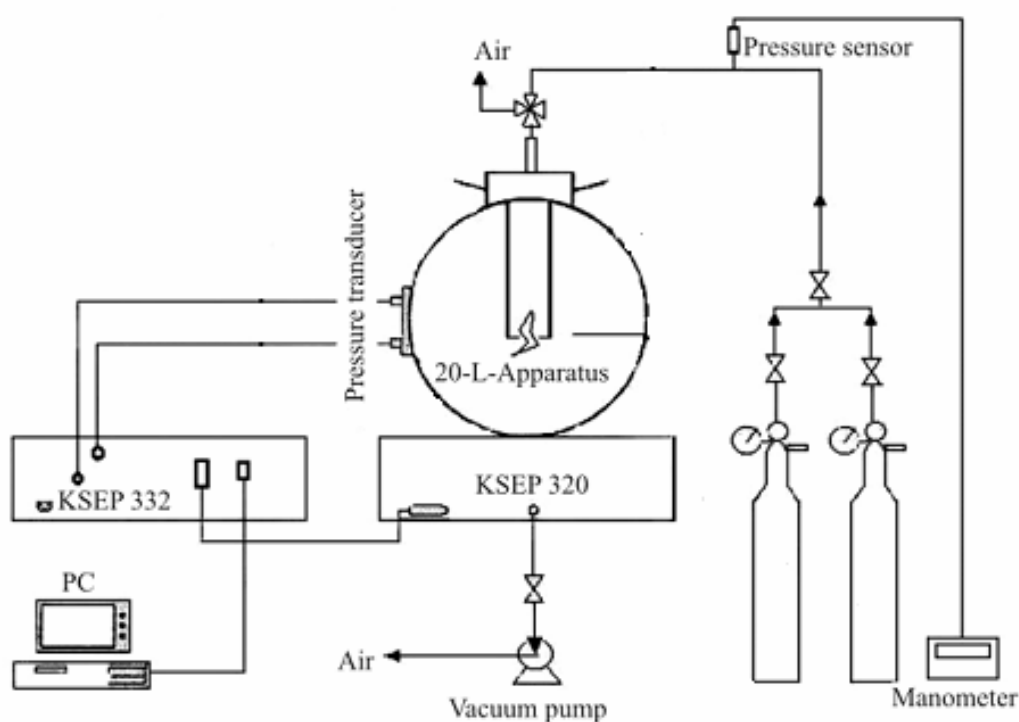 Air
Pressure sensor
Pressure transducer
20-L-Apparatus
KSEP 332
KSEP 320
PC
Air
Vacuum pump
Manometer